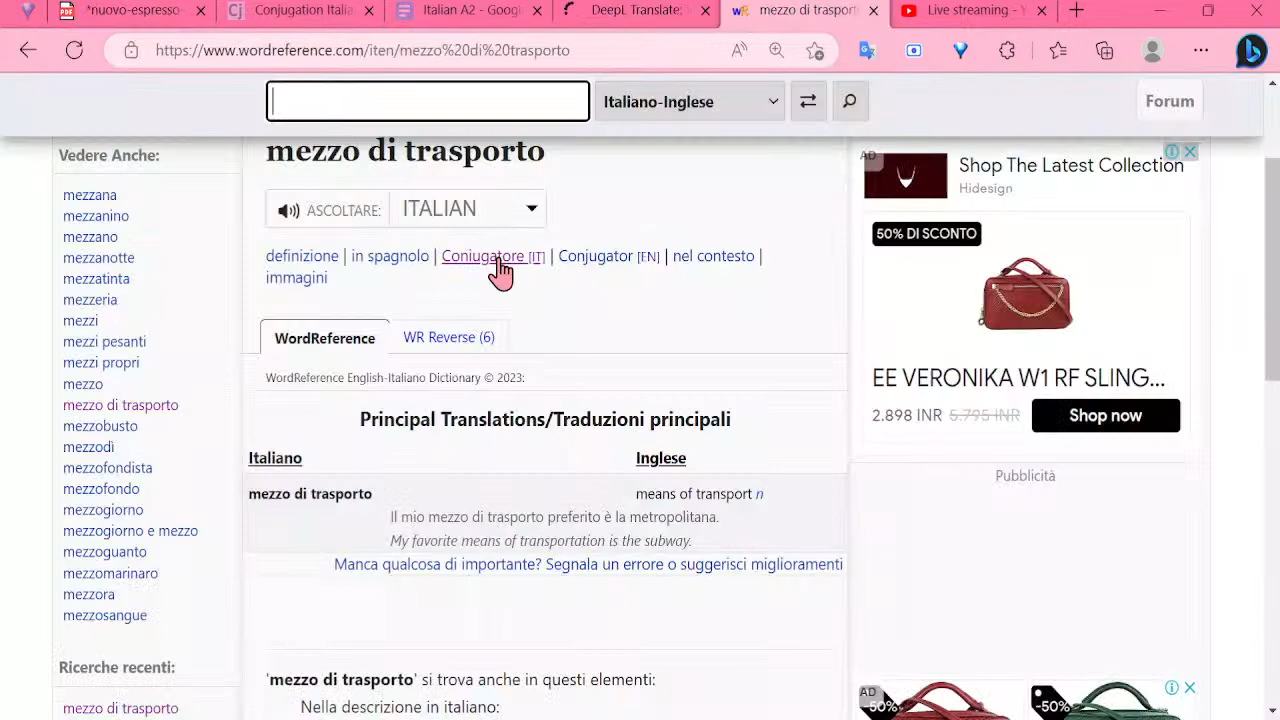 *nuovo-espresso-
Conjugation Italia
Italian A2 - Googl
DeepL Translate:
mezzo di trasport
Live streaming - Y
https://www.wordreference.com/iten/mezzo%20di%20trasporto
Italiano-Inglese
Forum
Vedere Anche:
mezzana
mezzanino
mezzano
mezzanotte
mezzatinta
mezzeria
mezzi
mezzi pesanti
mezzi propri
mezzo
mezzo di trasporto
mezzobusto
mezzodì
mezzofondista
mezzofondo
mezzogiorno
mezzogiorno e mezzo
mezzoguanto
mezzomarinaro
mezzora
mezzosangue
Ricerche recenti:
mezzo di trasporto
mezzo di trasporto
ASCOLTARE: ITALIAN
definizione | in spagnolo | Coniugatore [IT] | Conjugator [EN] | nel contesto |
immagini
WordReference WR Reverse (6)
WordReference English-Italiano Dictionary © 2023:
Principal Translations/Traduzioni principali
Italiano Inglese
mezzo di trasporto means of transport n
Il mio mezzo di trasporto preferito è la metropolitana.
My favorite means of transportation is the subway.
Manca qualcosa di importante? Segnala un errore o suggerisci miglioramenti
'mezzo di trasporto' si trova anche in questi elementi:
Nella descrizione in italiano:
AD
Shop The Latest Collection
Hidesign
50% DI SCONTO
EE VERONIKA W1 RF SLING...
2.898 INR 5.795 INR Shop now
Pubblicità
AD
-50%
-50%